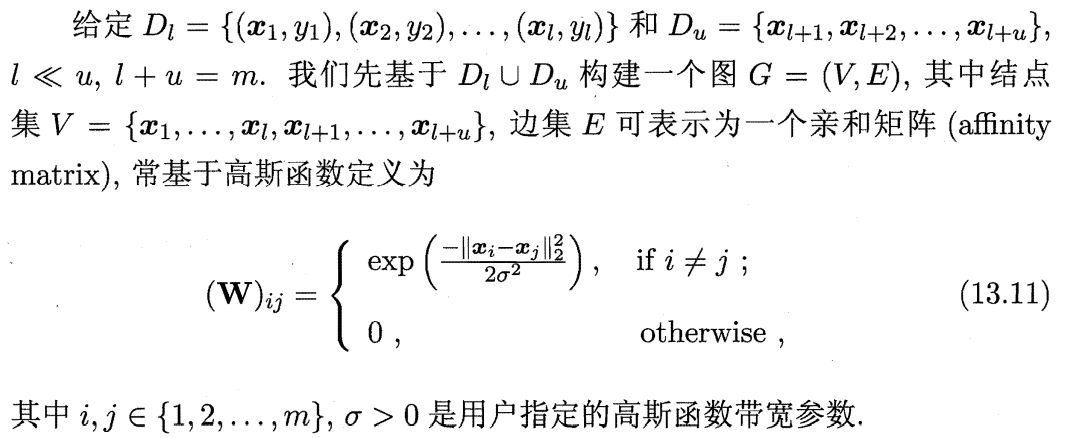 给定 $D_l = \{(\boldsymbol{x}_1, y_1), (\boldsymbol{x}_2, y_2), \ldots, (\boldsymbol{x}_l, y_l)\}$ 和 $D_u = \{\boldsymbol{x}_{l+1}, \boldsymbol{x}_{l+2}, \ldots, \boldsymbol{x}_{l+u}\}$,
$l \ll u$, $l + u = m$. 我们先基于 $D_l \cup D_u$ 构建一个图 $G = (V, E)$, 其中结点
集 $V = \{\boldsymbol{x}_1, \ldots, \boldsymbol{x}_l, \boldsymbol{x}_{l+1}, \ldots, \boldsymbol{x}_{l+u}\}$, 边集 $E$ 可表示为一个亲和矩阵 (affinity
matrix), 常基于高斯函数定义为
$(\mathbf{W})_{ij} = \begin{cases} \exp\left(\frac{-\|\boldsymbol{x}_i - \boldsymbol{x}_j\|_2^2}{2\sigma^2}\right), & \text{if } i \neq j \text{ ;} \\ 0 \text{ ,} & \text{otherwise ,} \end{cases}$ (13.11)
其中 $i, j \in \{1, 2, \ldots, m\}$, $\sigma > 0$ 是用户指定的高斯函数带宽参数.